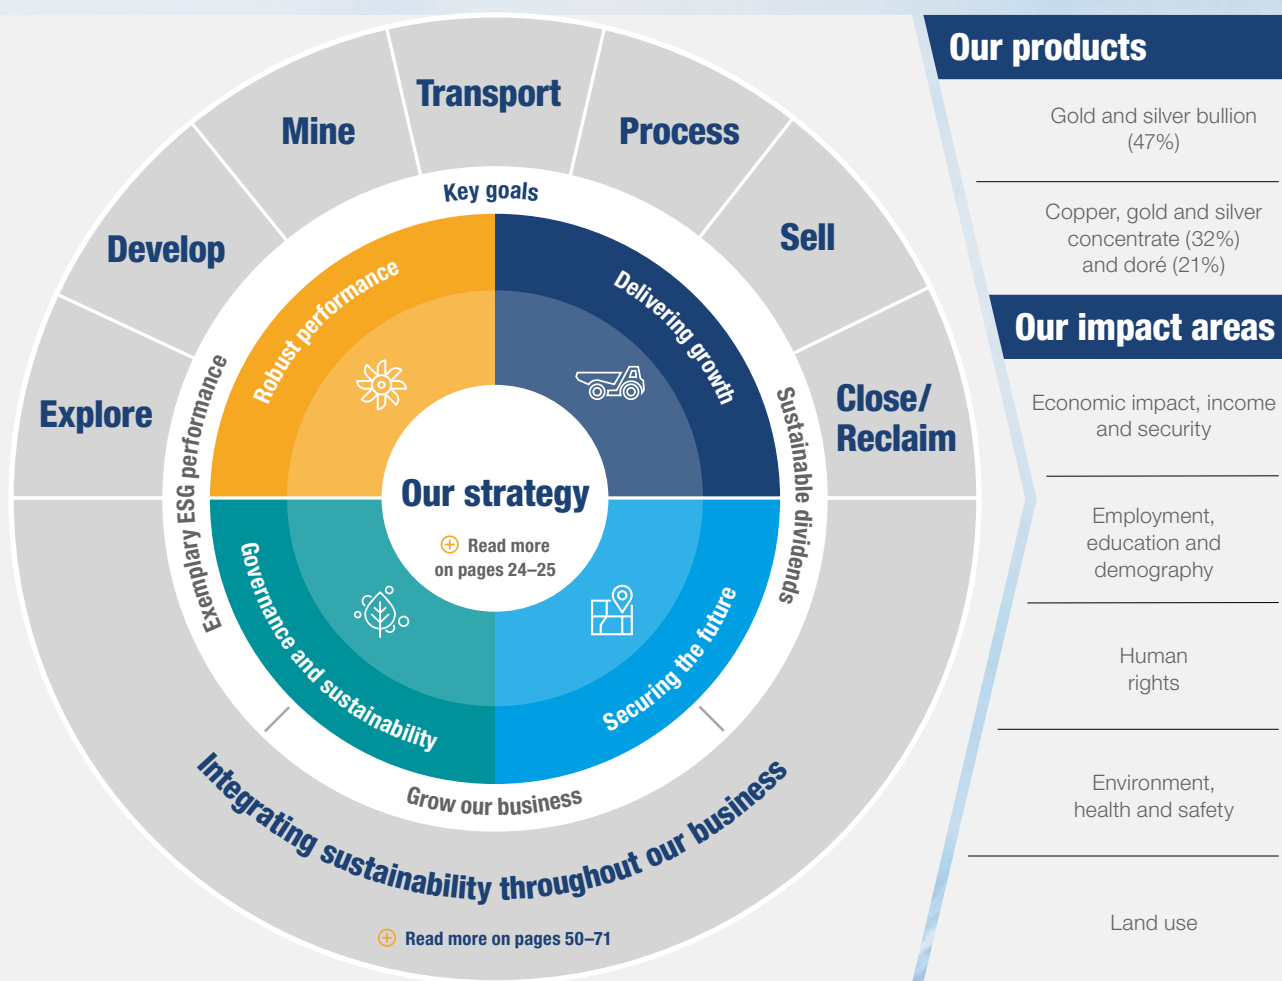 Explore
Develop
Mine
Transport
Process
Sell
Close/
Reclaim
Key goals
Exemplary ESG performance
Sustainable dividends
Grow our business
Robust performance
Delivering growth
Governance and sustainability
Securing the future
Our strategy
Read more
on pages 24–25
Integrating sustainability throughout our business
Read more on pages 50–71
Our products
Gold and silver bullion
(47%)
Copper, gold and silver
concentrate (32%)
and doré (21%)
Our impact areas
Economic impact, income
and security
Employment,
education and
demography
Human
rights
Environment,
health and safety
Land use